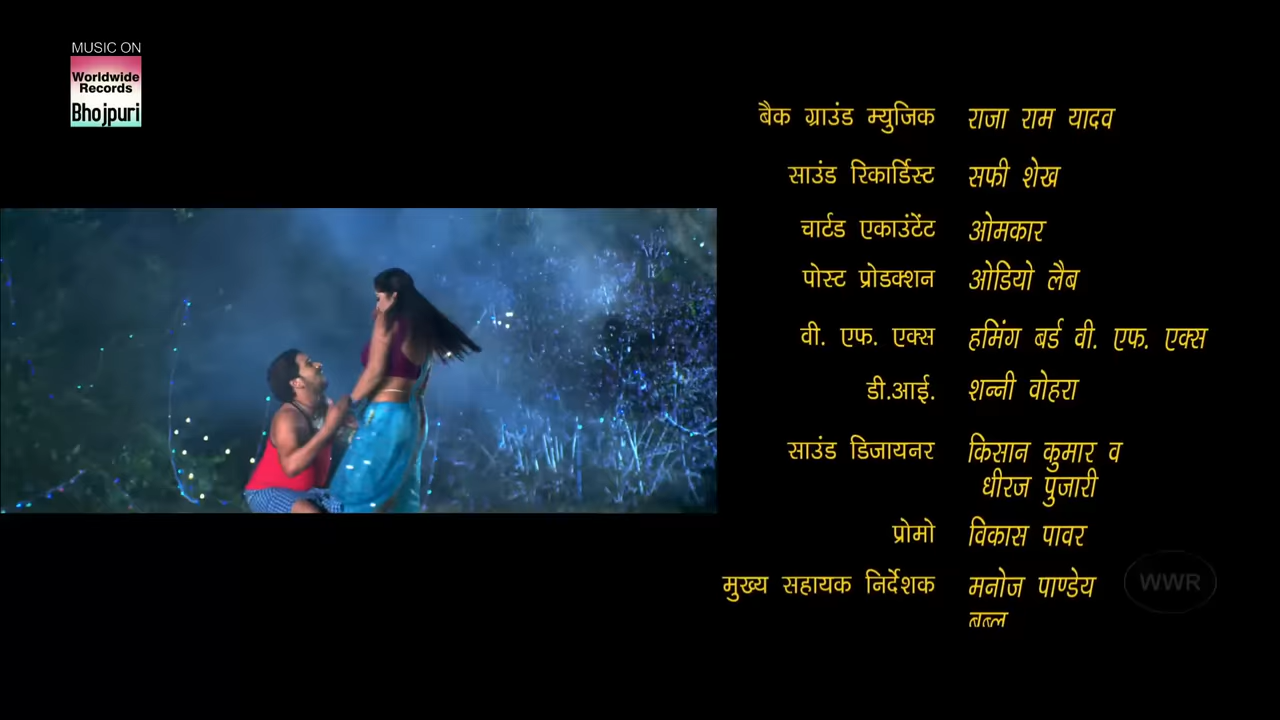 MUSIC ON
Worldwide
Records
Bhojpuri
बैक ग्राउंड म्युजिक राजा राम यादव
साउंड रिकार्डिस्ट सफी शेख
चार्टड एकाउंटेंट ओमकार
पोस्ट प्रोडक्शन ओडियो लैब
वी. एफ. एक्स हमिंग बर्ड वी. एफ. एक्स
डी.आई. शन्नी वोहरा
साउंड डिजायनर किसान कुमार व
धीरज पुजारी
प्रोमो विकास पावर
मुख्य सहायक निर्देशक मनोज पाण्डेय
WWR